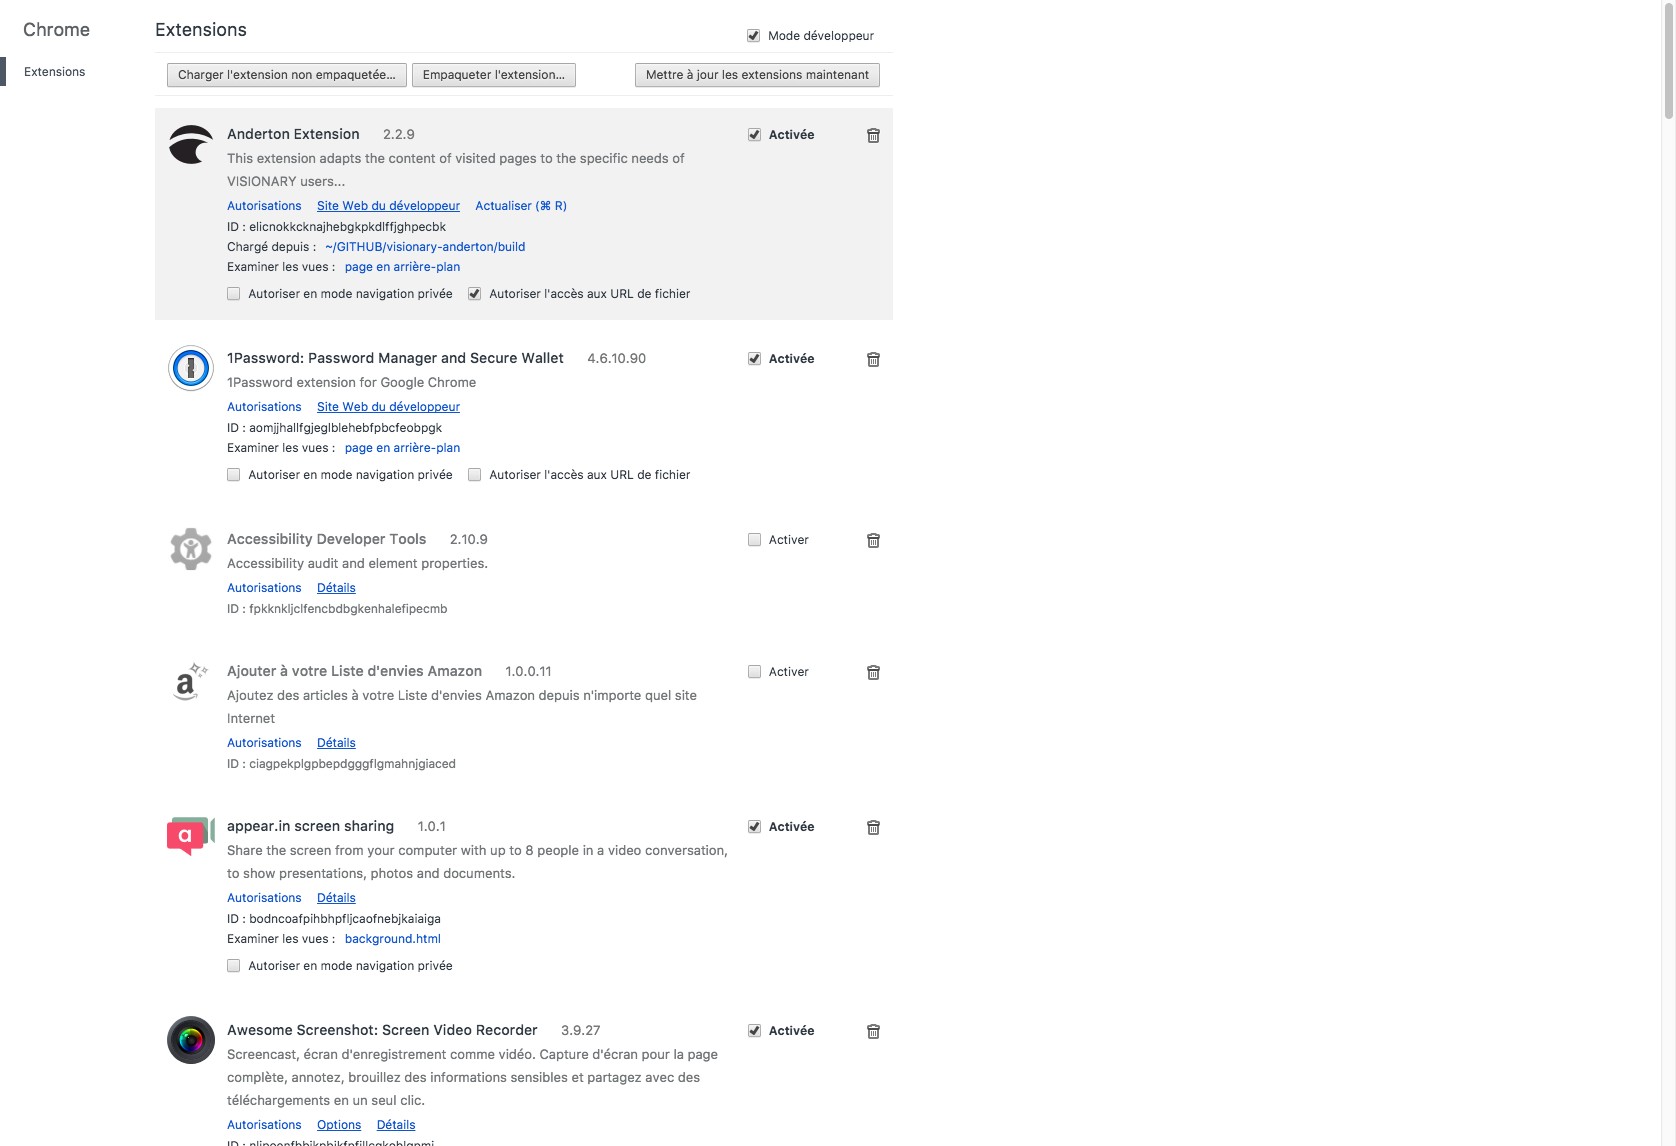 Chrome
Extensions
Extensions
Mode développeur
Charger l'extension non empaquetée...
Empaqueter l'extension...
Mettre à jour les extensions maintenant
Anderton Extension 2.2.9
Activée
This extension adapts the content of visited pages to the specific needs of
VISIONARY users...
Autorisations Site Web du développeur Actualiser (⌘ R)
ID : elicnokkcknajhebgkpkdlffjghpecbk
Chargé depuis : ~/GITHUB/visionary-anderton/build
Examiner les vues : page en arrière-plan
Autoriser en mode navigation privée Autoriser l'accès aux URL de fichier
1Password: Password Manager and Secure Wallet 4.6.10.90
Activée
1Password extension for Google Chrome
Autorisations Site Web du développeur
ID : aomjjhallfgjeglblehebfpbcfeobpgk
Examiner les vues : page en arrière-plan
Autoriser en mode navigation privée Autoriser l'accès aux URL de fichier
Accessibility Developer Tools 2.10.9
Activer
Accessibility audit and element properties.
Autorisations Détails
ID : fpkknkljclfencbdbgkenhalefipecmb
a
Ajouter à votre Liste d'envies Amazon 1.0.0.11
Activer
Ajoutez des articles à votre Liste d'envies Amazon depuis n'importe quel site
Internet
Autorisations Détails
ID : ciagpekplgpbepdgggflgmahnjgiaced
a
appear.in screen sharing 1.0.1
Activée
Share the screen from your computer with up to 8 people in a video conversation,
to show presentations, photos and documents.
Autorisations Détails
ID : bodncoafpihbhpfljcaofnebjkaiaiga
Examiner les vues : background.html
Autoriser en mode navigation privée
Awesome Screenshot: Screen Video Recorder 3.9.27
Activée
Screencast, écran d'enregistrement comme vidéo. Capture d'écran pour la page
complète, annotez, brouillez des informations sensibles et partagez avec des
téléchargements en un seul clic.
Autorisations Options Détails
ID :